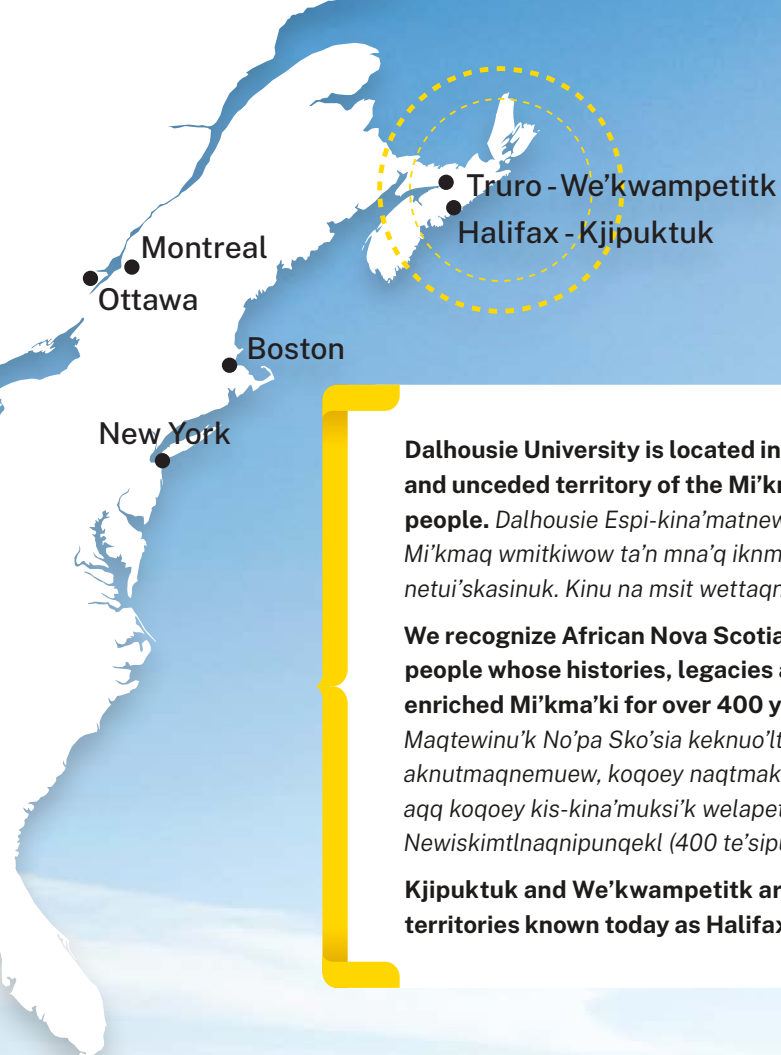 Truro - We'kwampetitk
Halifax - Kjipuktuk
Montreal
Ottawa
Boston
New York
Dalhousie University is located in
and unceded territory of the Mi'km
people. Dalhousie Espi-kina'matnew
Mi'kmaq wmitkiwow ta'n mna'q iknm
netui'skasinuk. Kinu na msit wettaqn
We recognize African Nova Scotia
people whose histories, legacies a
enriched Mi'kma'ki for over 400 y
Maqtewinu'k No'pa Sko'sia keknuo'lt
aknutmaqnemuew, koqoey naqtmak
aqq koqoey kis-kina'muksi'k welapet
Newiskimtlnaqnipunqekl (400 te'sipu
Kjipuktuk and We'kwampetitk ar
territories known today as Halifax